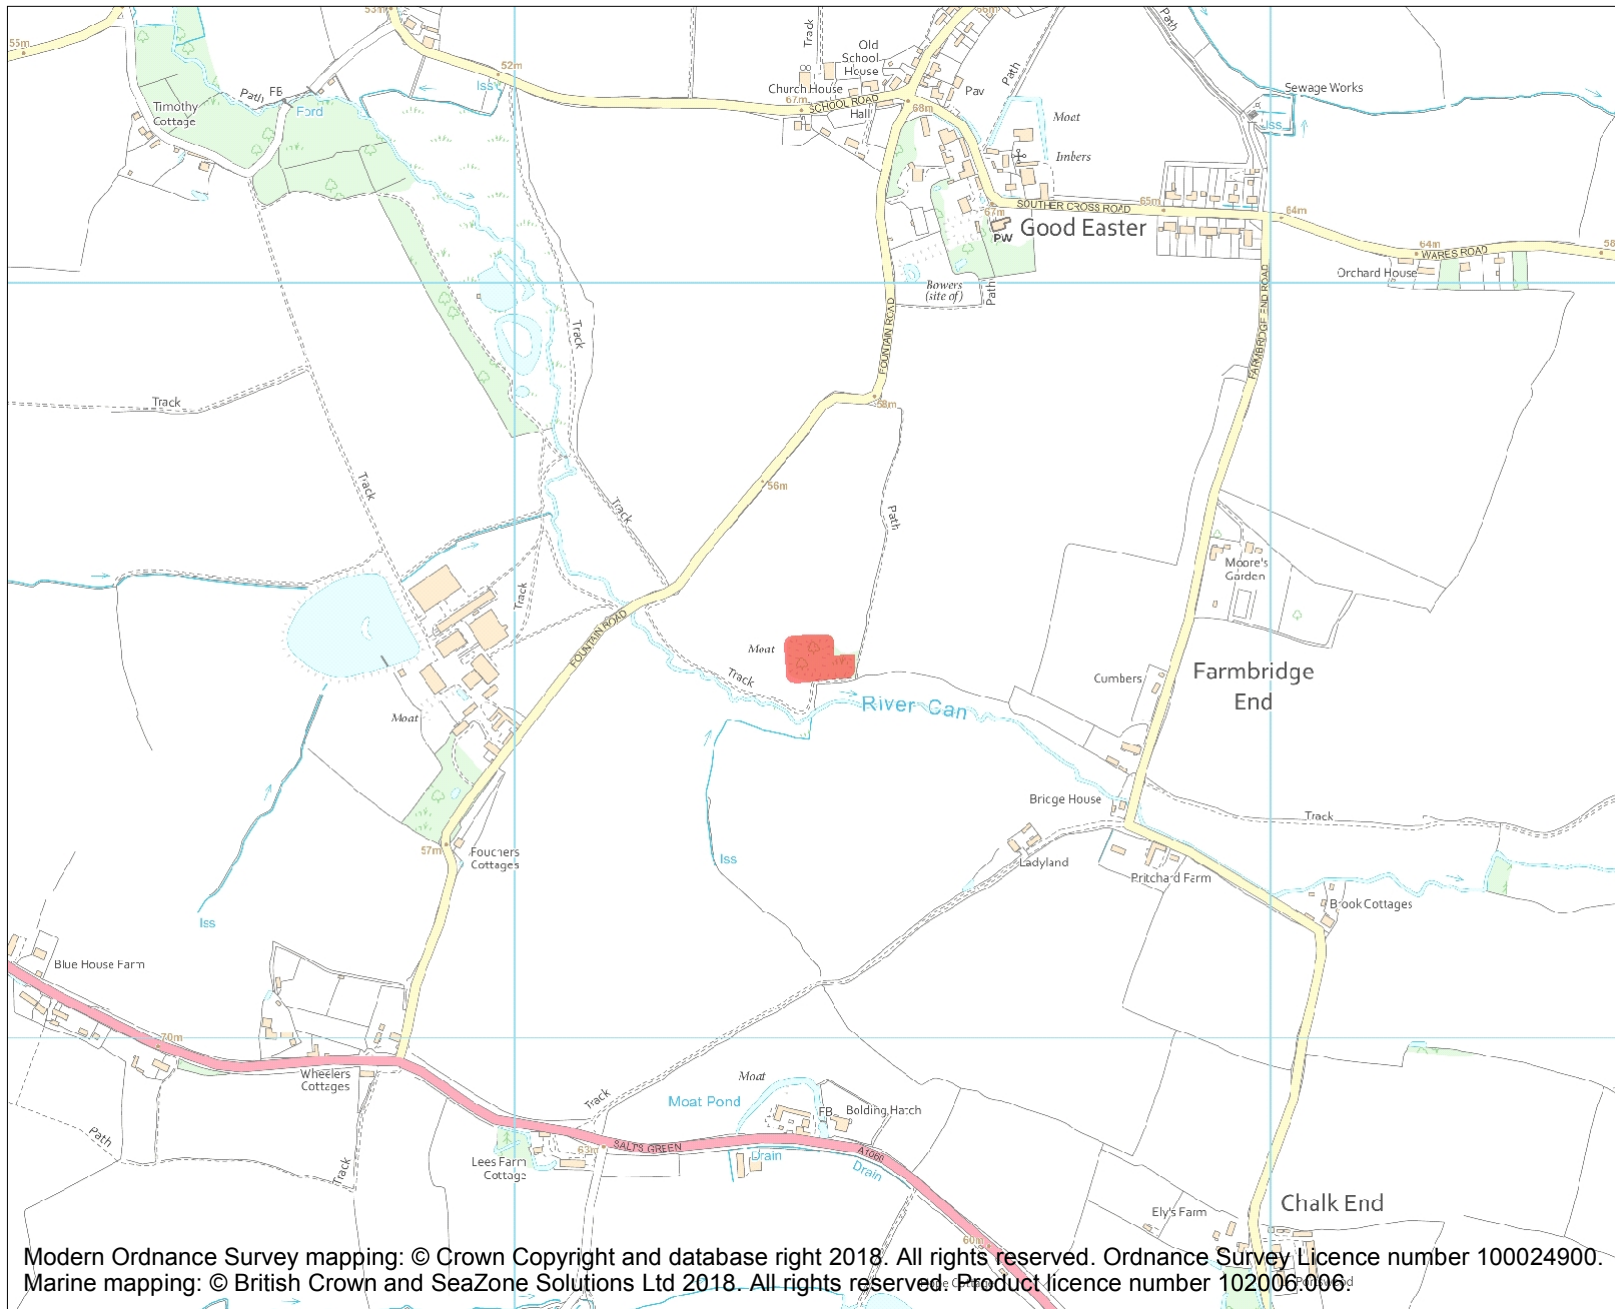 53m
66m
55m
52m
Iss
Track
Old
School
House
Church House
67m
SCHOOL ROAD
Hall
68m
Pav
Path
Path
Sewage Works
Iss
Moat
Imbers
Path
FB
Ford
Timothy
Cottage
SOUTHER CROSS ROAD
65m
64m
67m
PW
Good Easter
64m
WARES ROAD
58
Orchard House
Bowers
(site of)
Path
FOUNTAIN ROAD
FARMBRIDGE END ROAD
Track
Track
58m
56m
Track
Track
Path
Track
Moore's
Garden
FOUNTAIN ROAD
Moat
Track
River Can
Cumbers
Farmbridge
End
Moat
Bridge House
Track
57m
Fouchers
Cottages
Iss
Ladyland
Pritchard Farm
Brook Cottages
Iss
Blue House Farm
70m
Wheelers
Cottages
Track
Moat
Moat Pond
FB
Bolding Hatch
Path
Track
Lees Farm
Cottage
63m
SALTS GREEN
Drain
Drain
A1060
Ely's Farm
Chalk End
60m
Modern Ordnance Survey mapping: © Crown Copyright and database right 2018. All rights reserved. Ordnance Survey Licence number 100024900.
Marine mapping: © British Crown and SeaZone Solutions Ltd 2018. All rights reserved. Product licence number 102006.006.